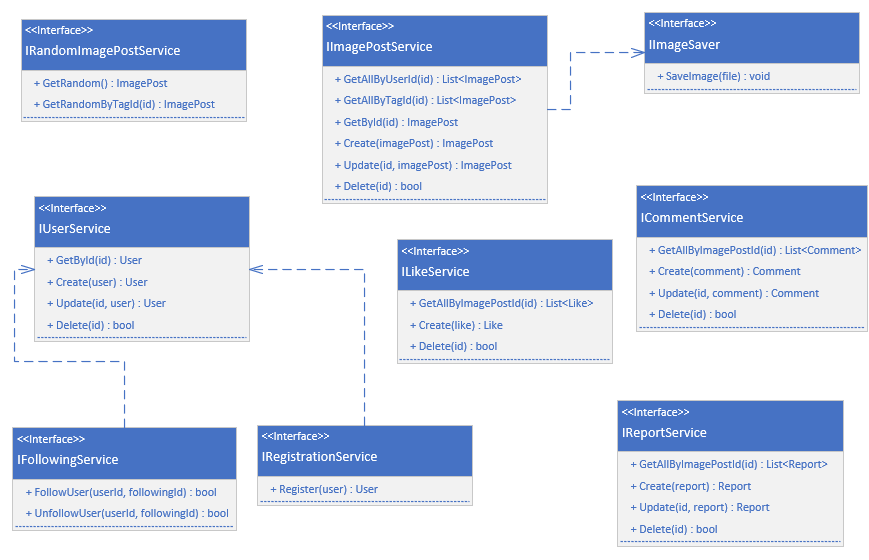 <<Interface>>
IRandomImagePostService
+ GetRandom() : ImagePost
+ GetRandomByTagId(id) : ImagePost
<<Interface>>
IImagePostService
+ GetAllByUserId(id) : List<ImagePost>
+ GetAllByTagId(id) : List<ImagePost>
+ GetById(id) : ImagePost
+ Create(imagePost) : ImagePost
+ Update(id, imagePost) : ImagePost
+ Delete(id) : bool
<<Interface>>
IImageSaver
+ SaveImage(file) : void
<<Interface>>
IUserService
+ GetById(id) : User
+ Create(user) : User
+ Update(id, user) : User
+ Delete(id) : bool
<<Interface>>
ILikeService
+ GetAllByImagePostId(id) : List<Like>
+ Create(like) : Like
+ Delete(id) : bool
<<Interface>>
ICommentService
+ GetAllByImagePostId(id) : List<Comment>
+ Create(comment) : Comment
+ Update(id, comment) : Comment
+ Delete(id) : bool
<<Interface>>
IFollowingService
+ FollowUser(userId, followingId) : bool
+ UnfollowUser(userId, followingId) : bool
<<Interface>>
IRegistrationService
+ Register(user) : User
<<Interface>>
IReportService
+ GetAllByImagePostId(id) : List<Report>
+ Create(report) : Report
+ Update(id, report) : Report
+ Delete(id) : bool